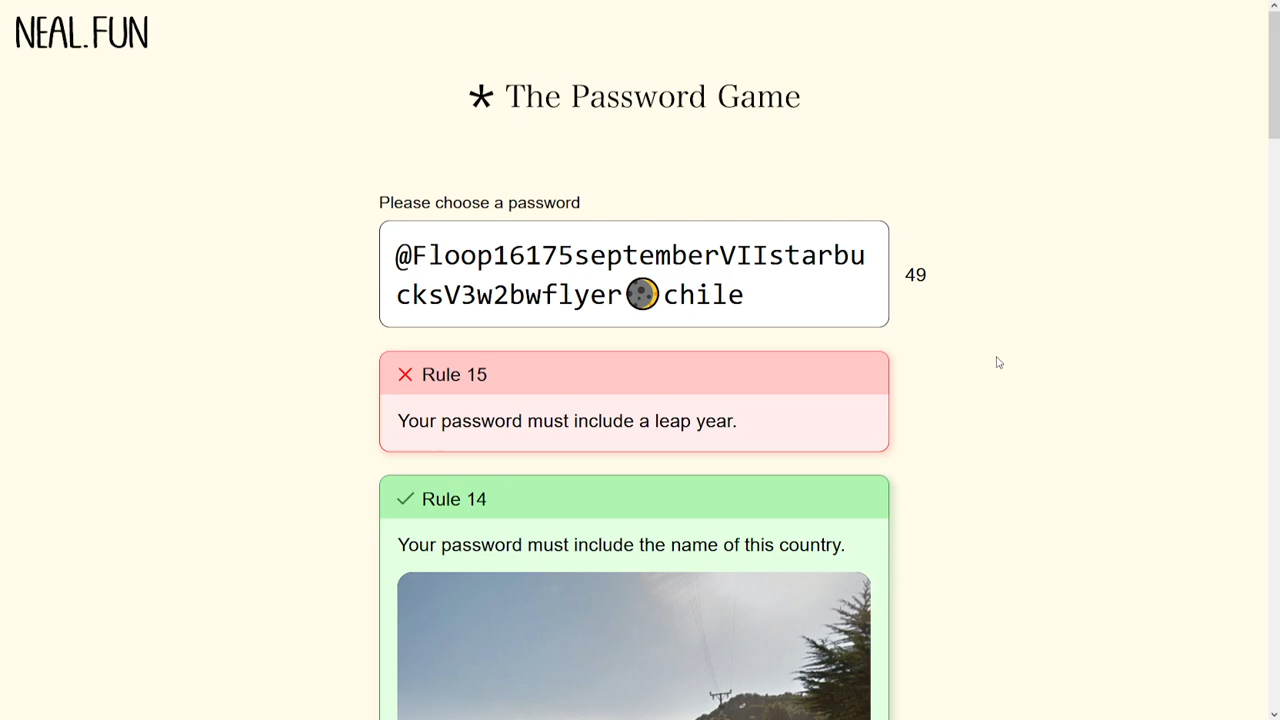 NEAL.FUN
* The Password Game
Please choose a password
@Floop16175septemberVIIstarbu
cksV3w2bwflyer🌒chile
49
Rule 15
Your password must include a leap year.
Rule 14
Your password must include the name of this country.